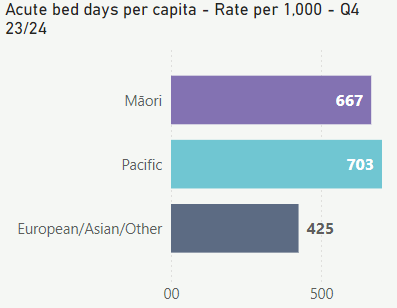 Acute bed days per capita - Rate per 1,000 - Q4
23/24
Māori 667
Pacific 703
European/Asian/Other 425
00 500